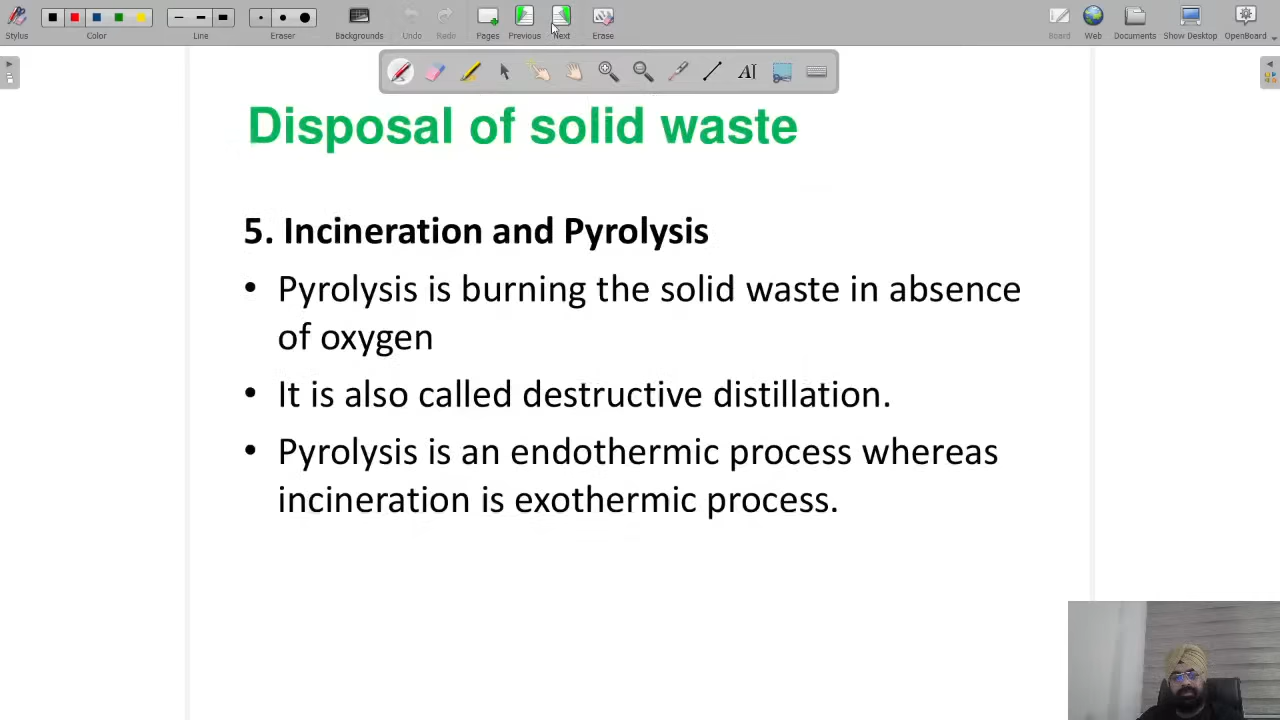 Stylus
Color
Line
Eraser
Backgrounds
Undo
Redo
Pages
Previous
Next
Erase
Board
Web
Documents
Show Desktop
OpenBoard
Disposal of solid waste
5. Incineration and Pyrolysis
• Pyrolysis is burning the solid waste in absence
of oxygen
• It is also called destructive distillation.
• Pyrolysis is an endothermic process whereas
incineration is exothermic process.